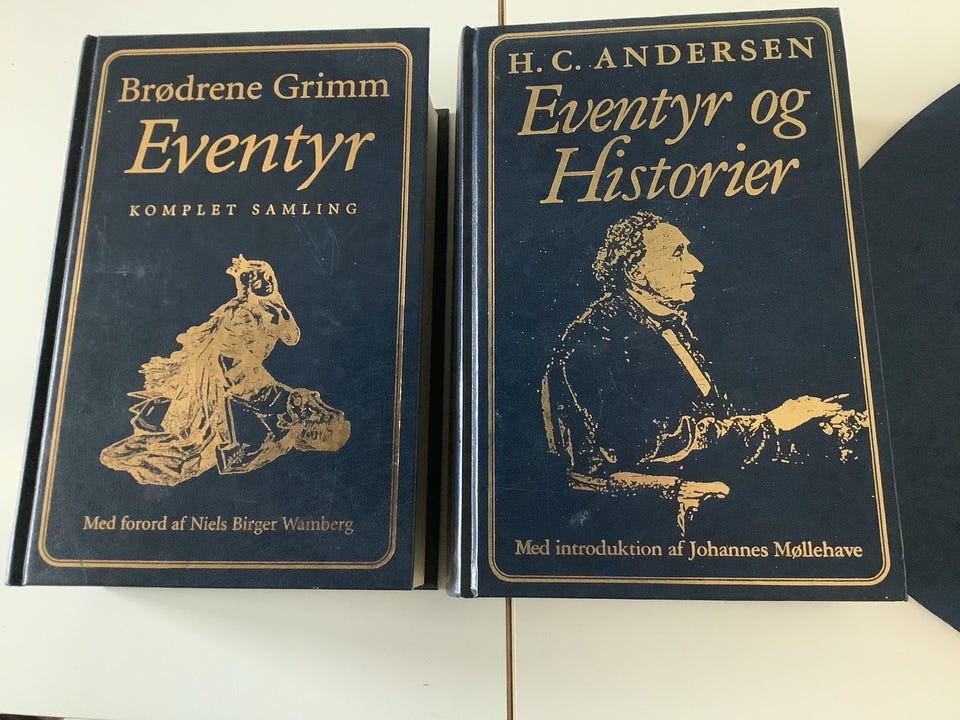 Brødrene Grimm
Eventyr
KOMPLET SAMLING
Med forord af Niels Birger Wamberg
H. C. ANDERSEN
Eventyr og
Historier
Med introduktion af Johannes Møllehave